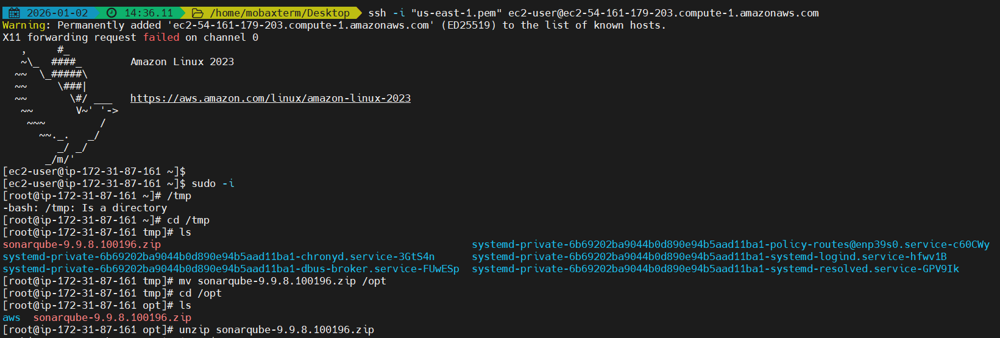 2026-01-02 14:36.11 /home/mobaxterm/Desktop ssh -i "us-east-1.pem" ec2-user@ec2-54-161-179-203.compute-1.amazonaws.com
Warning: Permanently added 'ec2-54-161-179-203.compute-1.amazonaws.com' (ED25519) to the list of known hosts.
X11 forwarding request failed on channel 0
   ,     #_
   ~\_  ####_        Amazon Linux 2023
  ~~  \_#####\
  ~~     \###|
  ~~       \#/ ___   https://aws.amazon.com/linux/amazon-linux-2023
   ~~       V~' '->
    ~~~         /
      ~~._.   _/
         _/ _/
       _/m/'
[ec2-user@ip-172-31-87-161 ~]$
[ec2-user@ip-172-31-87-161 ~]$ sudo -i
[root@ip-172-31-87-161 ~]# /tmp
-bash: /tmp: Is a directory
[root@ip-172-31-87-161 ~]# cd /tmp
[root@ip-172-31-87-161 tmp]# ls
sonarqube-9.9.8.100196.zip systemd-private-6b69202ba9044b0d890e94b5aad11ba1-policy-routes@enp39s0.service-c60CWy
systemd-private-6b69202ba9044b0d890e94b5aad11ba1-chronyd.service-3GtS4n systemd-private-6b69202ba9044b0d890e94b5aad11ba1-systemd-logind.service-hfwv1B
systemd-private-6b69202ba9044b0d890e94b5aad11ba1-dbus-broker.service-FUwESp systemd-private-6b69202ba9044b0d890e94b5aad11ba1-systemd-resolved.service-GPV9Ik
[root@ip-172-31-87-161 tmp]# mv sonarqube-9.9.8.100196.zip /opt
[root@ip-172-31-87-161 tmp]# cd /opt
[root@ip-172-31-87-161 opt]# ls
aws  sonarqube-9.9.8.100196.zip
[root@ip-172-31-87-161 opt]# unzip sonarqube-9.9.8.100196.zip